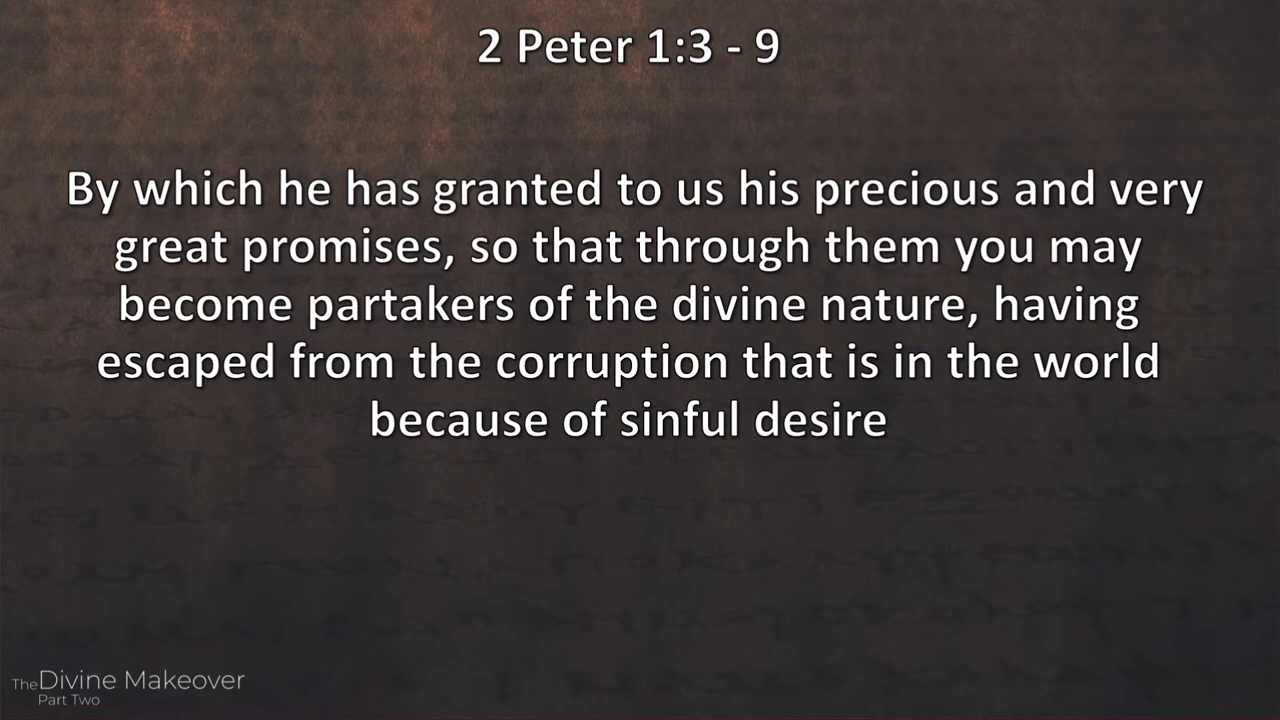 2 Peter 1:3 - 9
By which he has granted to us his precious and very
great promises, so that through them you may
become partakers of the divine nature, having
escaped from the corruption that is in the world
because of sinful desire
The Divine Makeover
Part Two